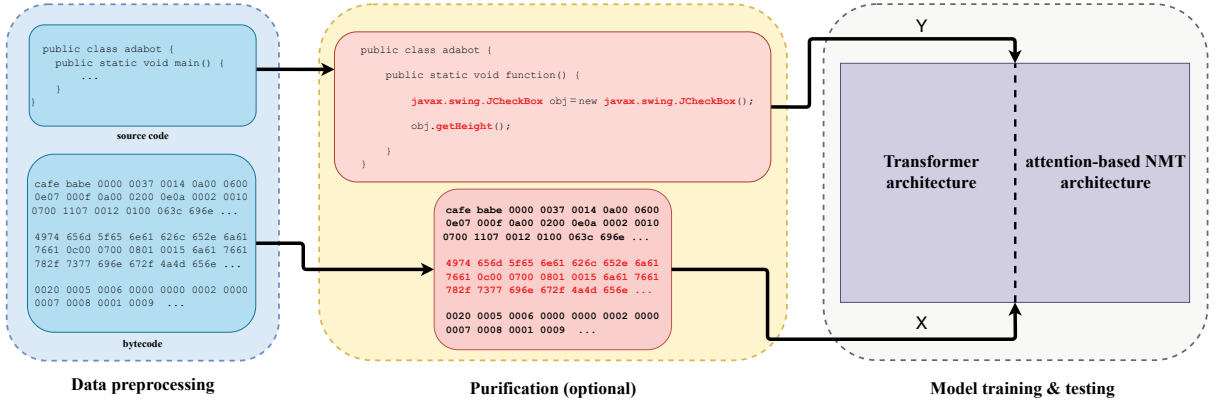 public class adabot {
public static void main() {
...
}
}
source code
cafe babe 0000 0037 0014 0a00 0600
0e07 000f 0a00 0200 0e0a 0002 0010
0700 1107 0012 0100 063c 696e ...
4974 656d 5f65 6e61 626c 652e 6a61
7661 0c00 0700 0801 0015 6a61 7661
782f 7377 696e 672f 4a4d 656e ...
0020 0005 0006 0000 0000 0002 0000
0007 0008 0001 0009 ...
bytecode
Data preprocessing
public class adabot {
public static void function() {
javax.swing.JCheckBox obj=new javax.swing.JCheckBox();
obj.getHeight();
}
}
cafe babe 0000 0037 0014 0a00 0600
0e07 000f 0a00 0200 0e0a 0002 0010
0700 1107 0012 0100 063c 696e ...
4974 656d 5f65 6e61 626c 652e 6a61
7661 0c00 0700 0801 0015 6a61 7661
782f 7377 696e 672f 4a4d 656e ...
0020 0005 0006 0000 0000 0002 0000
0007 0008 0001 0009 ...
Purification (optional)
Y
Transformer
architecture
attention-based NMT
architecture
X
Model training & testing